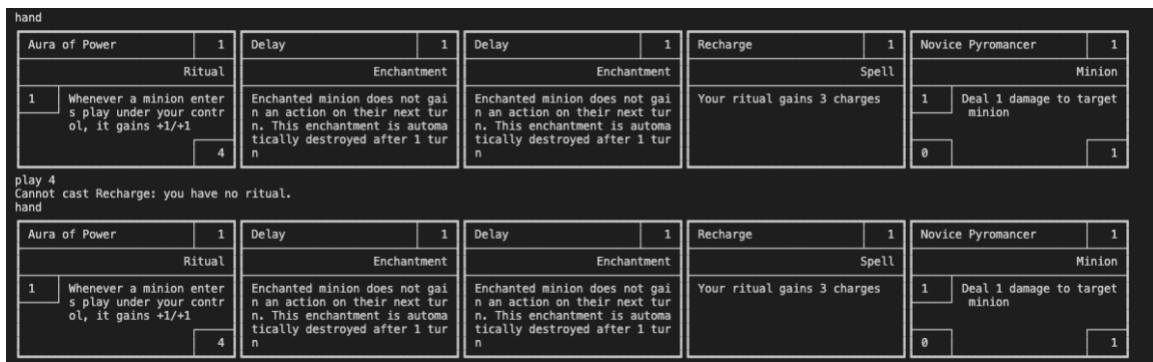 hand
Aura of Power 1 Delay 1 Delay 1 Recharge 1 Novice Pyromancer 1
Ritual Enchantment Enchantment Spell Minion
1 Whenever a minion enter Enchanted minion does not gai Enchanted minion does not gai Your ritual gains 3 charges 1 Deal 1 damage to target
s play under your contr n an action on their next tur n an action on their next tur minion
ol, it gains +1/+1 n. This enchantment is automa n. This enchantment is automa
tically destroyed after 1 tur tically destroyed after 1 tur
4 n n 0 1
play 4
Cannot cast Recharge: you have no ritual.
hand
Aura of Power 1 Delay 1 Delay 1 Recharge 1 Novice Pyromancer 1
Ritual Enchantment Enchantment Spell Minion
1 Whenever a minion enter Enchanted minion does not gai Enchanted minion does not gai Your ritual gains 3 charges 1 Deal 1 damage to target
s play under your contr n an action on their next tur n an action on their next tur minion
ol, it gains +1/+1 n. This enchantment is automa n. This enchantment is automa
tically destroyed after 1 tur tically destroyed after 1 tur
4 n n 0 1